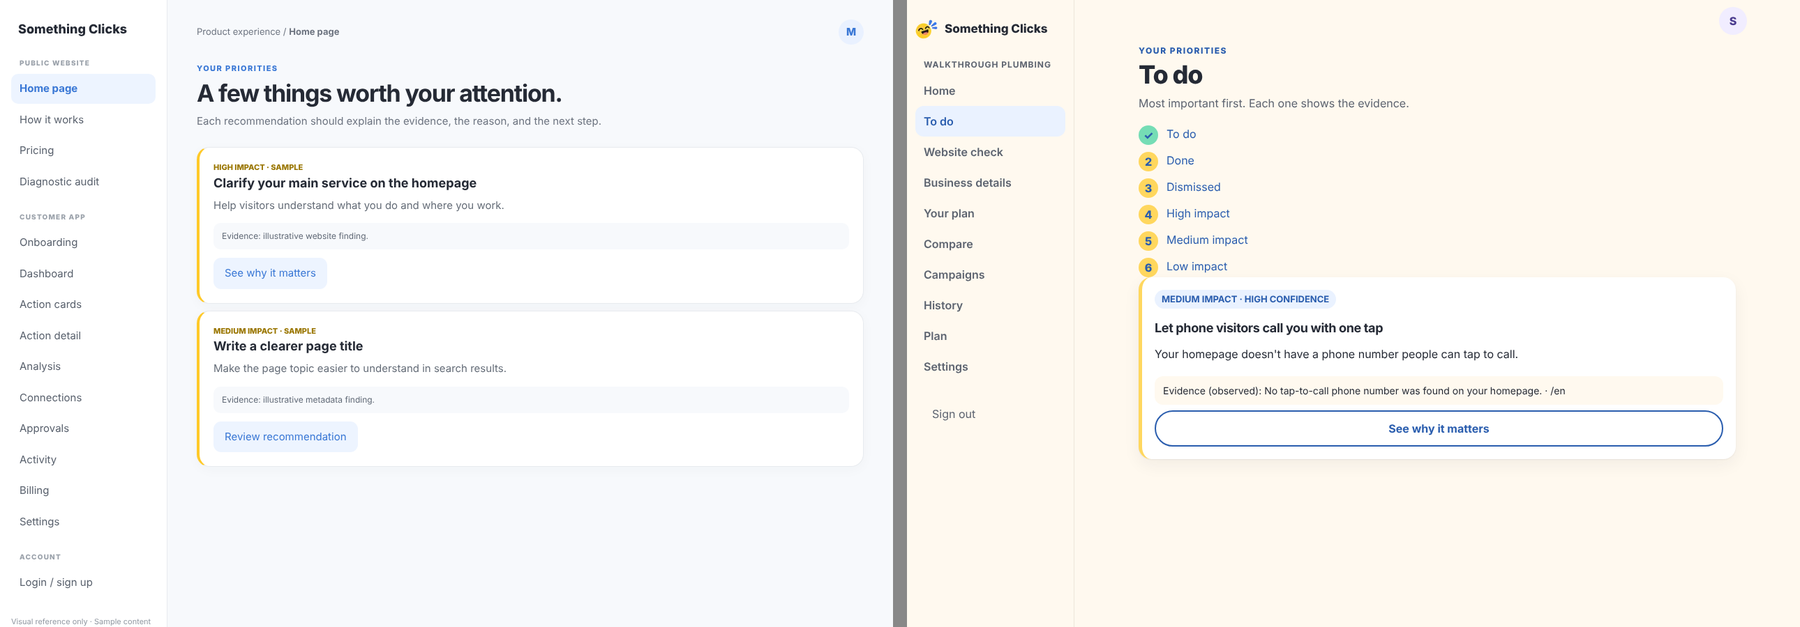 Something Clicks
PUBLIC WEBSITE
Home page
How it works
Pricing
Diagnostic audit
CUSTOMER APP
Onboarding
Dashboard
Action cards
Action detail
Analysis
Connections
Approvals
Activity
Billing
Settings
ACCOUNT
Login / sign up
Visual reference only · Sample content
Product experience / Home page
M
YOUR PRIORITIES
A few things worth your attention.
Each recommendation should explain the evidence, the reason, and the next step.
HIGH IMPACT · SAMPLE
Clarify your main service on the homepage
Help visitors understand what you do and where you work.
Evidence: illustrative website finding.
See why it matters
MEDIUM IMPACT · SAMPLE
Write a clearer page title
Make the page topic easier to understand in search results.
Evidence: illustrative metadata finding.
Review recommendation
Something Clicks
WALKTHROUGH PLUMBING
Home
To do
Website check
Business details
Your plan
Compare
Campaigns
History
Plan
Settings
Sign out
S
YOUR PRIORITIES
To do
Most important first. Each one shows the evidence.
✓ To do
2 Done
3 Dismissed
4 High impact
5 Medium impact
6 Low impact
MEDIUM IMPACT · HIGH CONFIDENCE
Let phone visitors call you with one tap
Your homepage doesn't have a phone number people can tap to call.
Evidence (observed): No tap-to-call phone number was found on your homepage. · /en
See why it matters